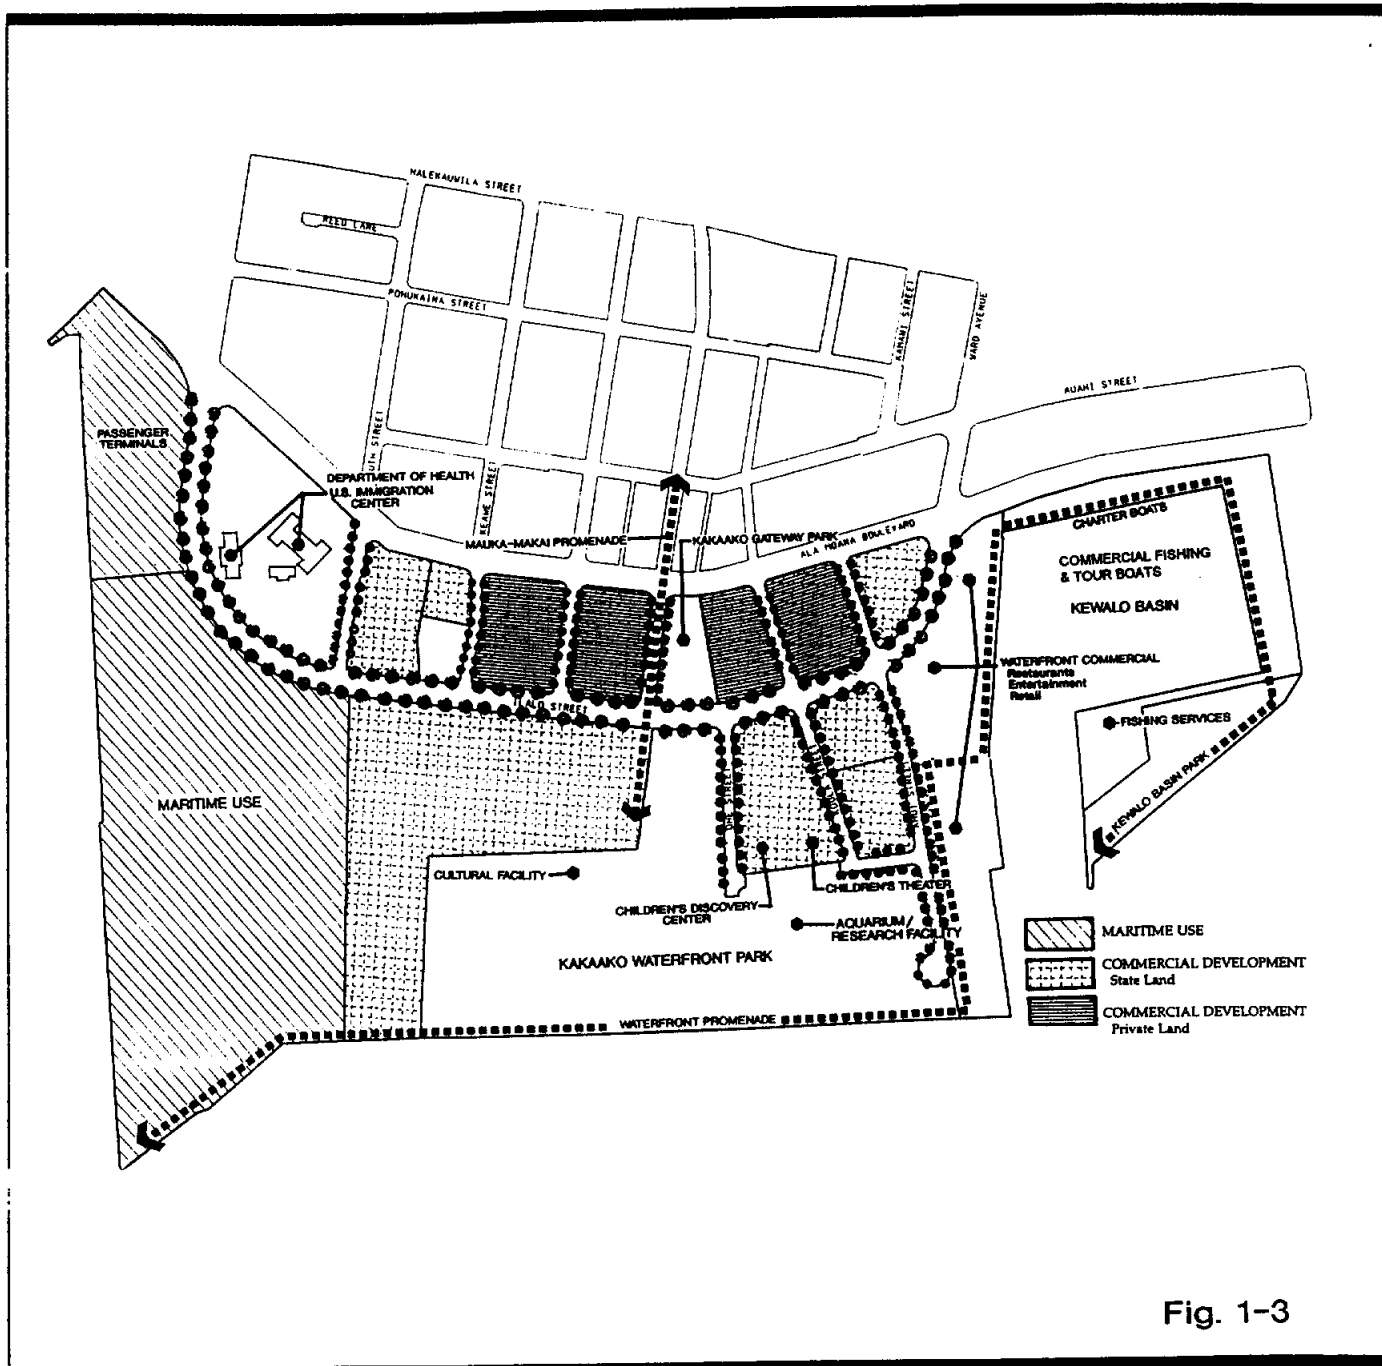 HALEKAUWILA STREET
REED LANE
POHUKAINA STREET
KAMANI STREET
WARD AVENUE
AUAHI STREET
PASSENGER
TERMINALS
SOUTH STREET
DEPARTMENT OF HEALTH
U.S. IMMIGRATION
CENTER
KEAWE STREET
MAUKA-MAKAI PROMENADE
KAKAAKO GATEWAY PARK
ALA MOANA BOULEVARD
CHARTER BOATS
COMMERCIAL FISHING
& TOUR BOATS
KEWALO BASIN
WATERFRONT COMMERCIAL
Restaurants
Entertainment
Retail
ILALO STREET
FISHING SERVICES
KEWALO BASIN PARK
MARITIME USE
CULTURAL FACILITY
CHILDREN'S DISCOVERY
CENTER
CHILDREN'S THEATER
AQUARIUM /
RESEARCH FACILITY
KAKAAKO WATERFRONT PARK
WATERFRONT PROMENADE
MARITIME USE
COMMERCIAL DEVELOPMENT
State Land
COMMERCIAL DEVELOPMENT
Private Land
Fig. 1-3